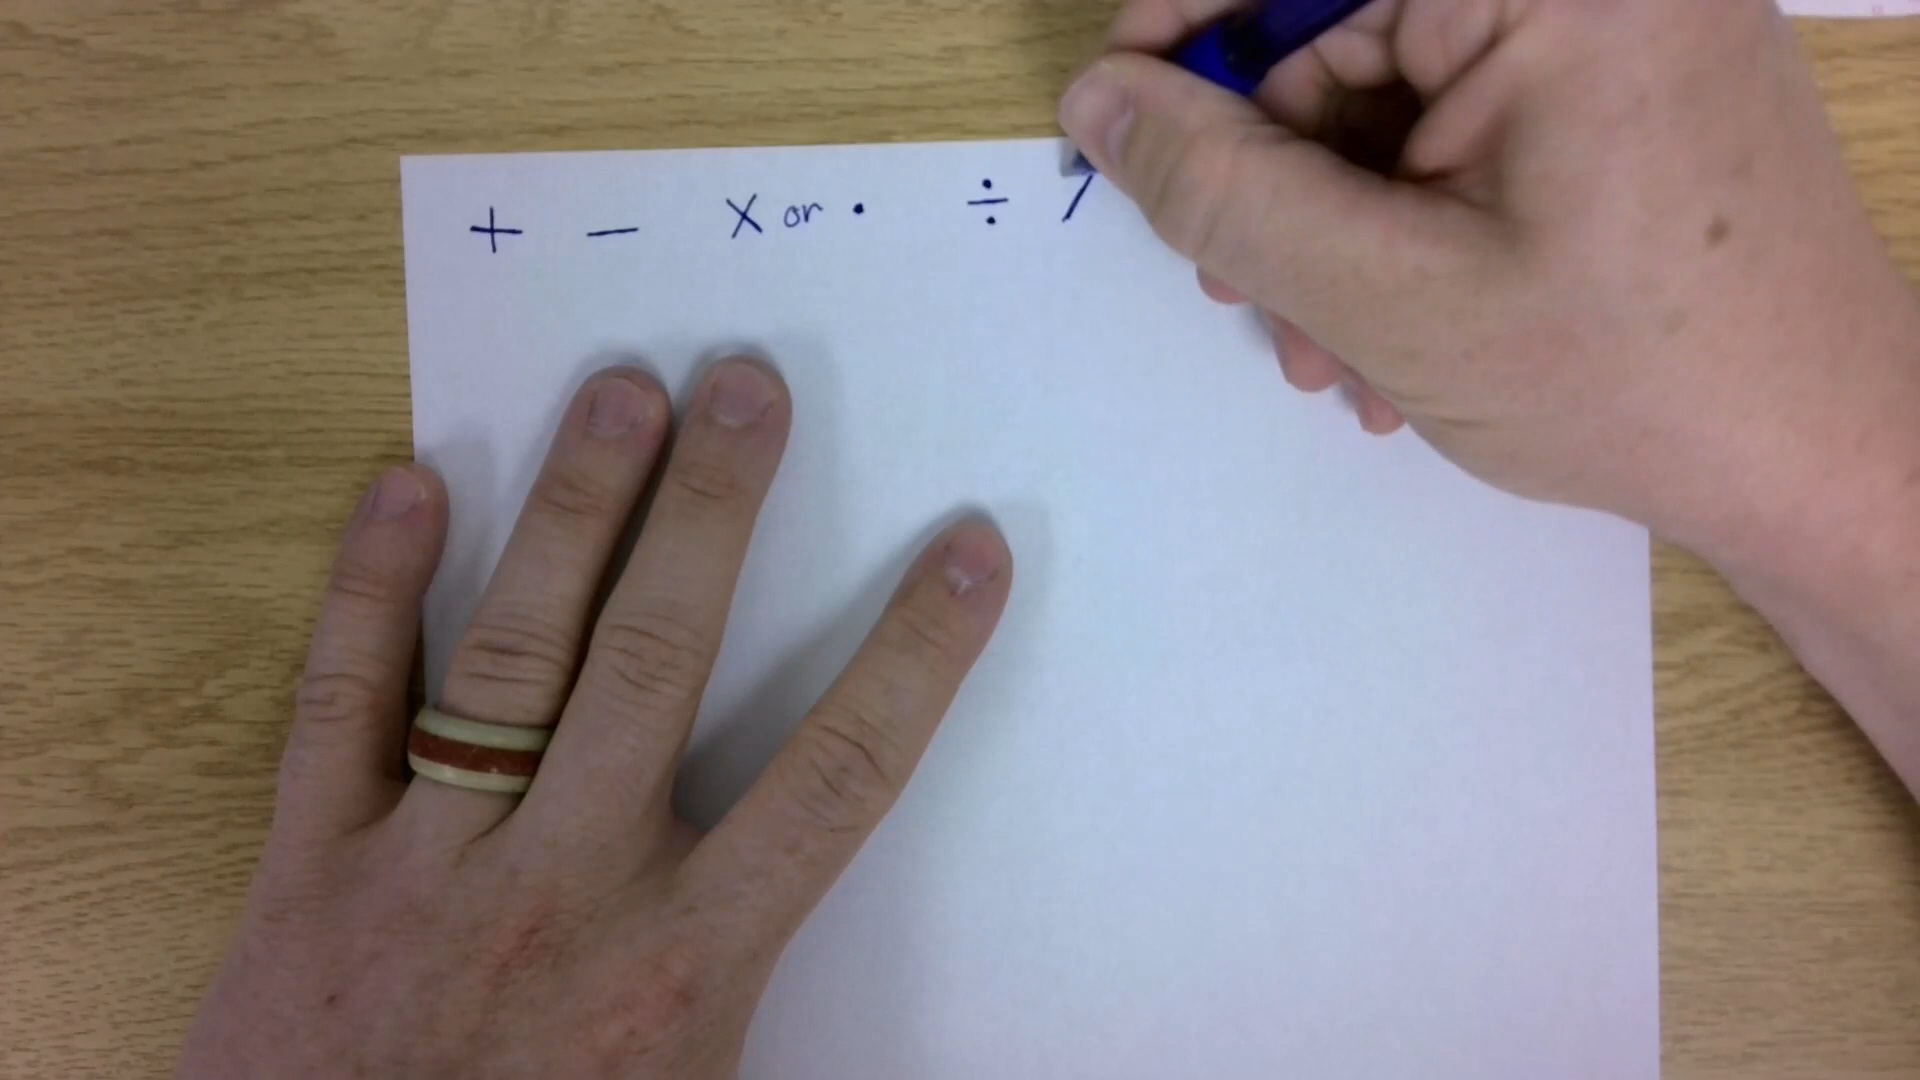 + − x or · ÷ /